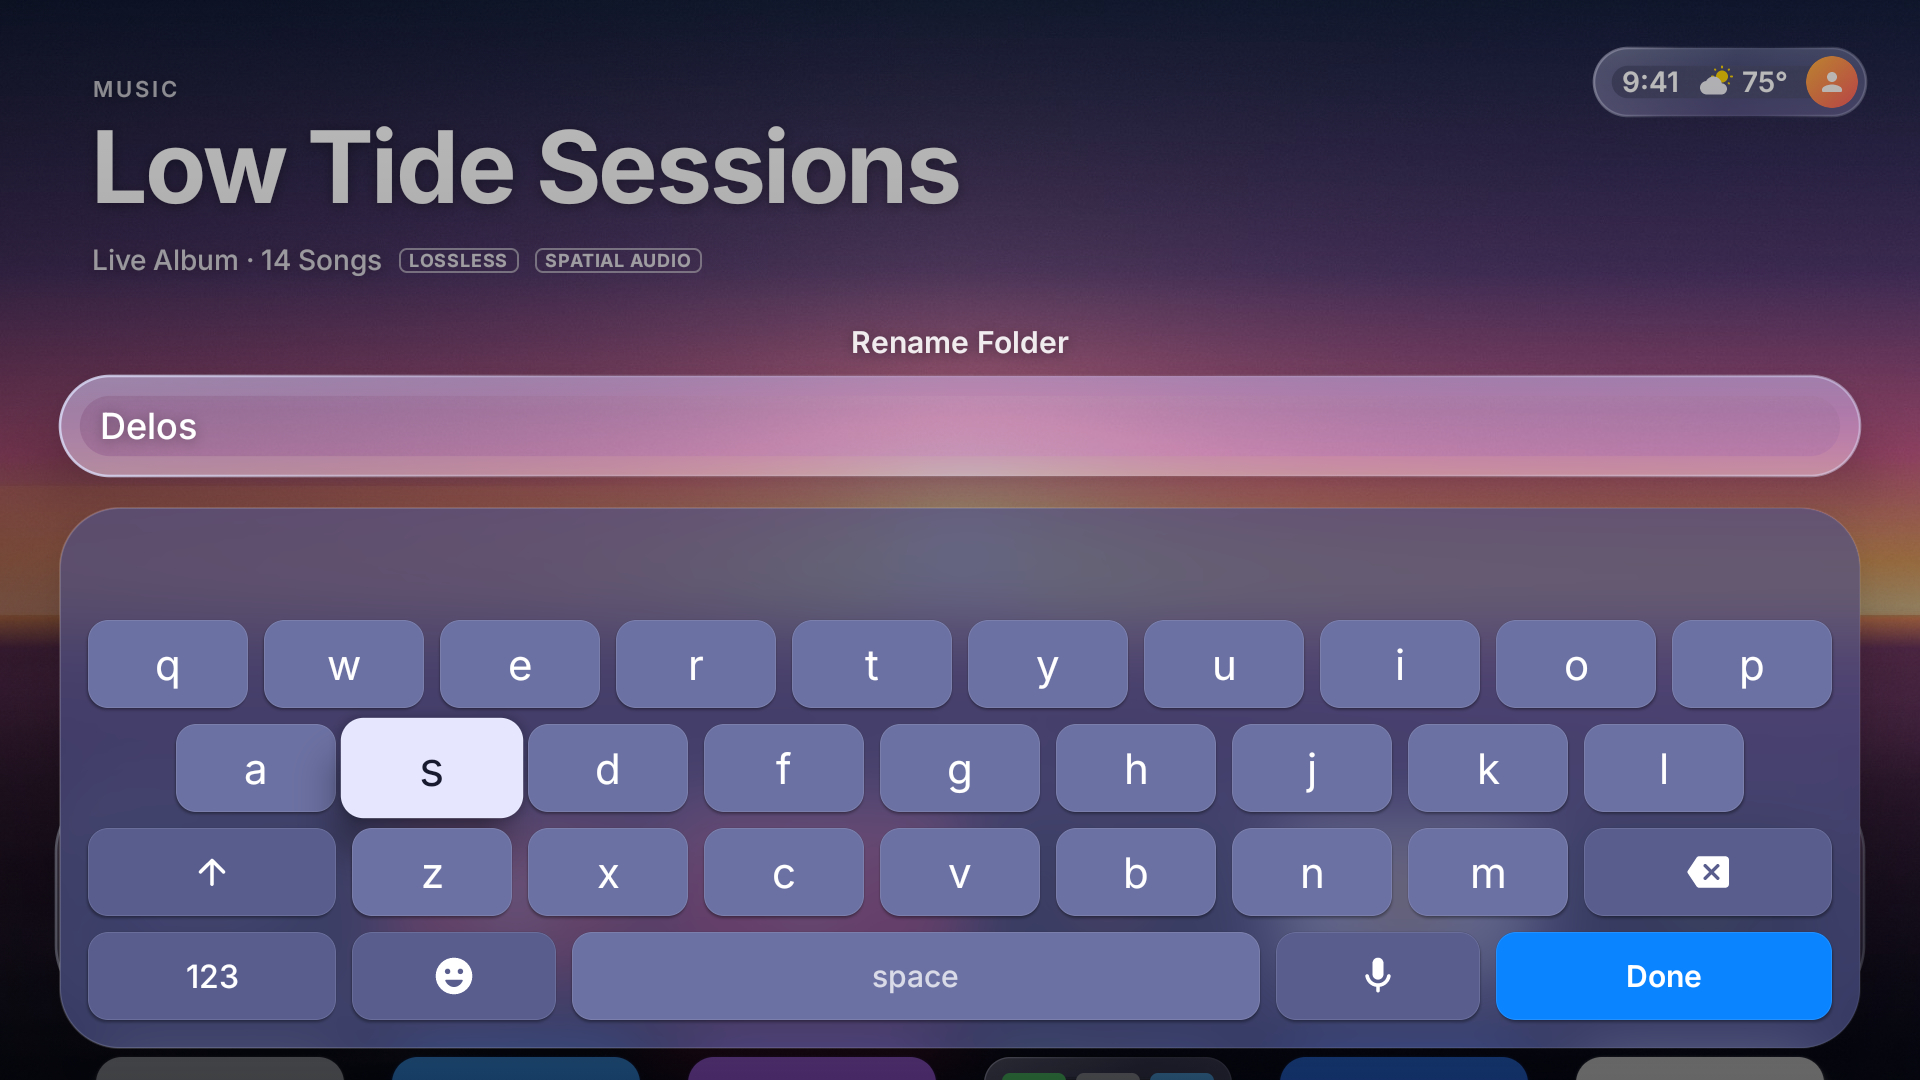 MUSIC
9:41 75°
Low Tide Sessions
Live Album · 14 Songs LOSSLESS SPATIAL AUDIO
Rename Folder
Delos
q w e r t y u i o p
a s d f g h j k l
z x c v b n m
123 space Done